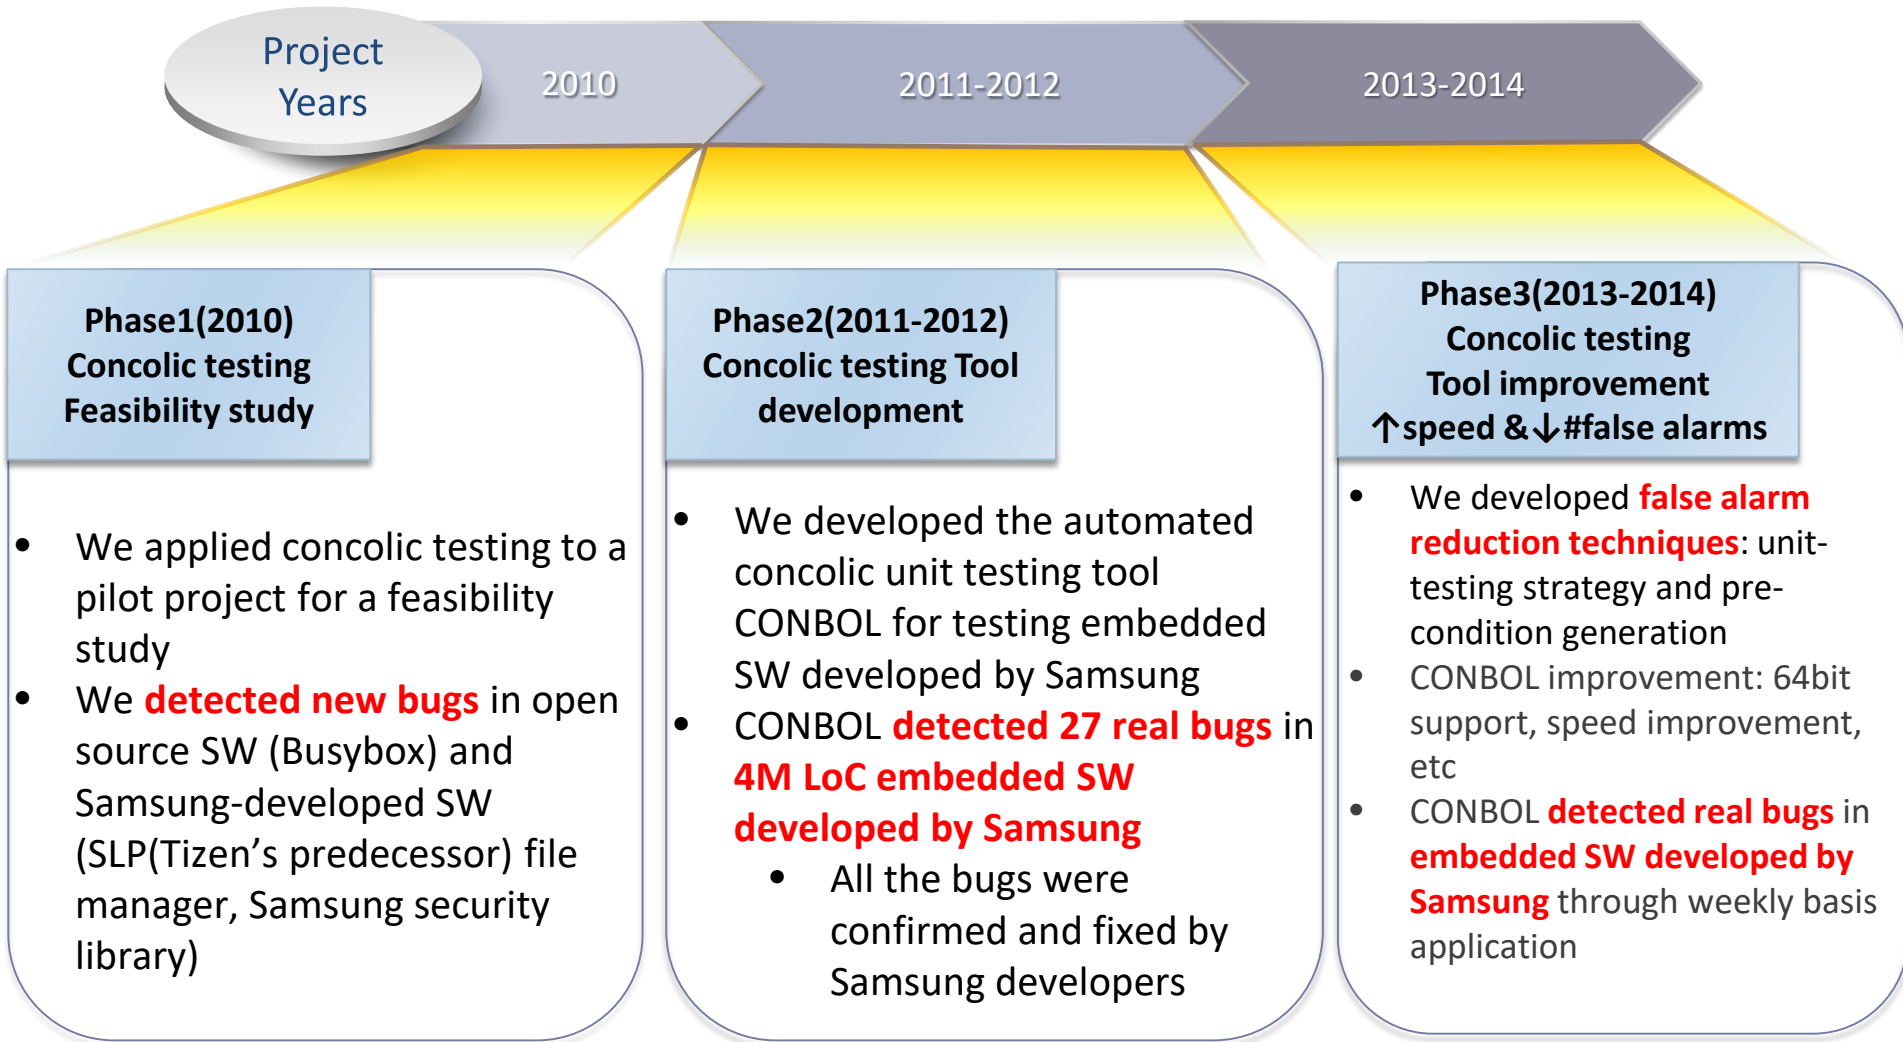 Project
Years
2010
2011-2012
2013-2014
Phase1(2010)
Concolic testing
Feasibility study
• We applied concolic testing to a
pilot project for a feasibility
study
• We detected new bugs in open
source SW (Busybox) and
Samsung-developed SW
(SLP(Tizen’s predecessor) file
manager, Samsung security
library)
Phase2(2011-2012)
Concolic testing Tool
development
• We developed the automated
concolic unit testing tool
CONBOL for testing embedded
SW developed by Samsung
• CONBOL detected 27 real bugs in
4M LoC embedded SW
developed by Samsung
• All the bugs were
confirmed and fixed by
Samsung developers
Phase3(2013-2014)
Concolic testing
Tool improvement
↑speed &↓#false alarms
• We developed false alarm
reduction techniques: unit-
testing strategy and pre-
condition generation
• CONBOL improvement: 64bit
support, speed improvement,
etc
• CONBOL detected real bugs in
embedded SW developed by
Samsung through weekly basis
application